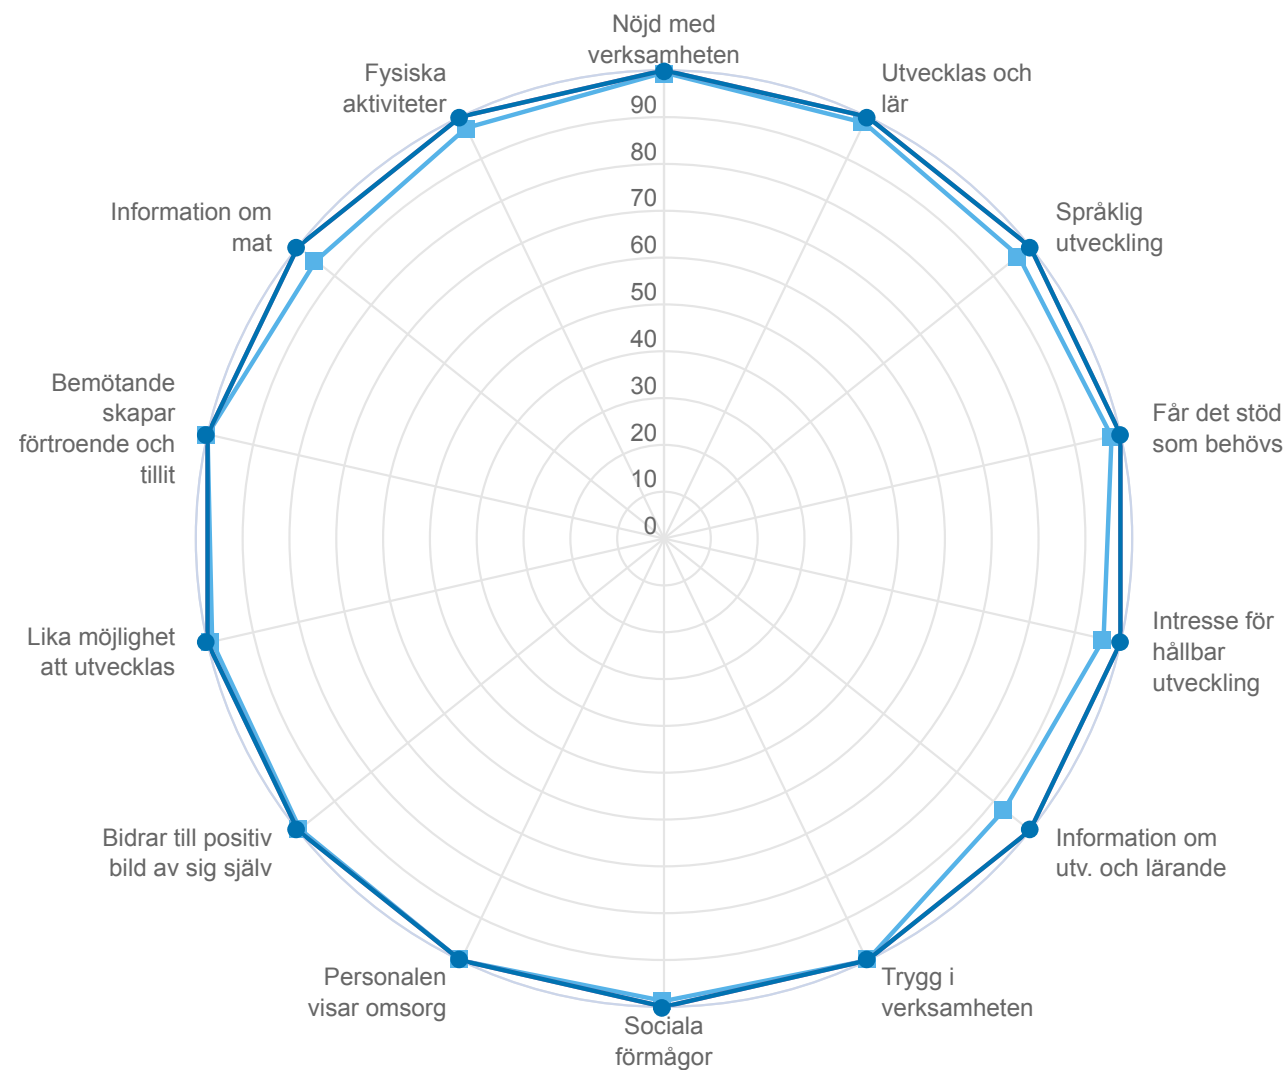 Nöjd med
verksamheten
Utvecklas och
lär
Språklig
utveckling
Får det stöd
som behövs
Intresse för
hållbar
utveckling
Information om
utv. och lärande
Trygg i
verksamheten
Sociala
förmågor
Personalen
visar omsorg
Bidrar till positiv
bild av sig själv
Lika möjlighet
att utvecklas
Bemötande
skapar
förtroende och
tillit
Information om
mat
Fysiska
aktiviteter
90
80
70
60
50
40
30
20
10
0